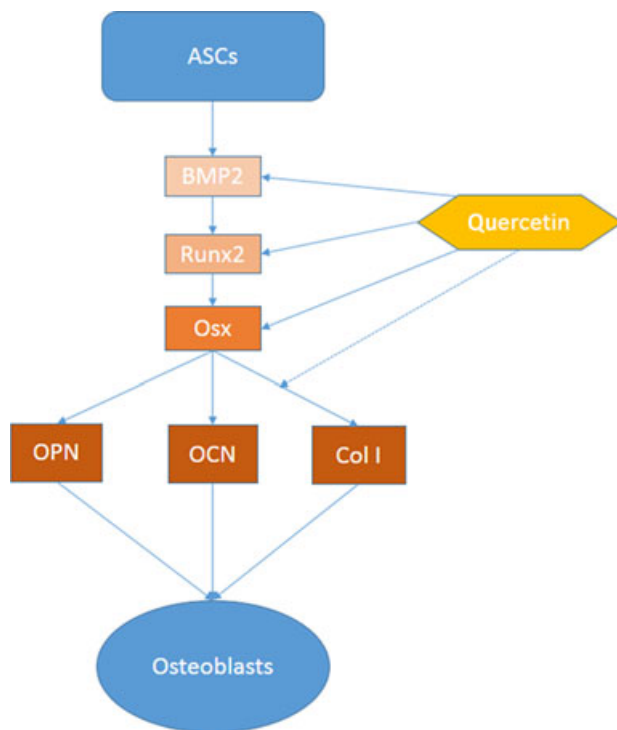 ASCs
BMP2
Quercetin
Runx2
Osx
OPN
OCN
Col I
Osteoblasts